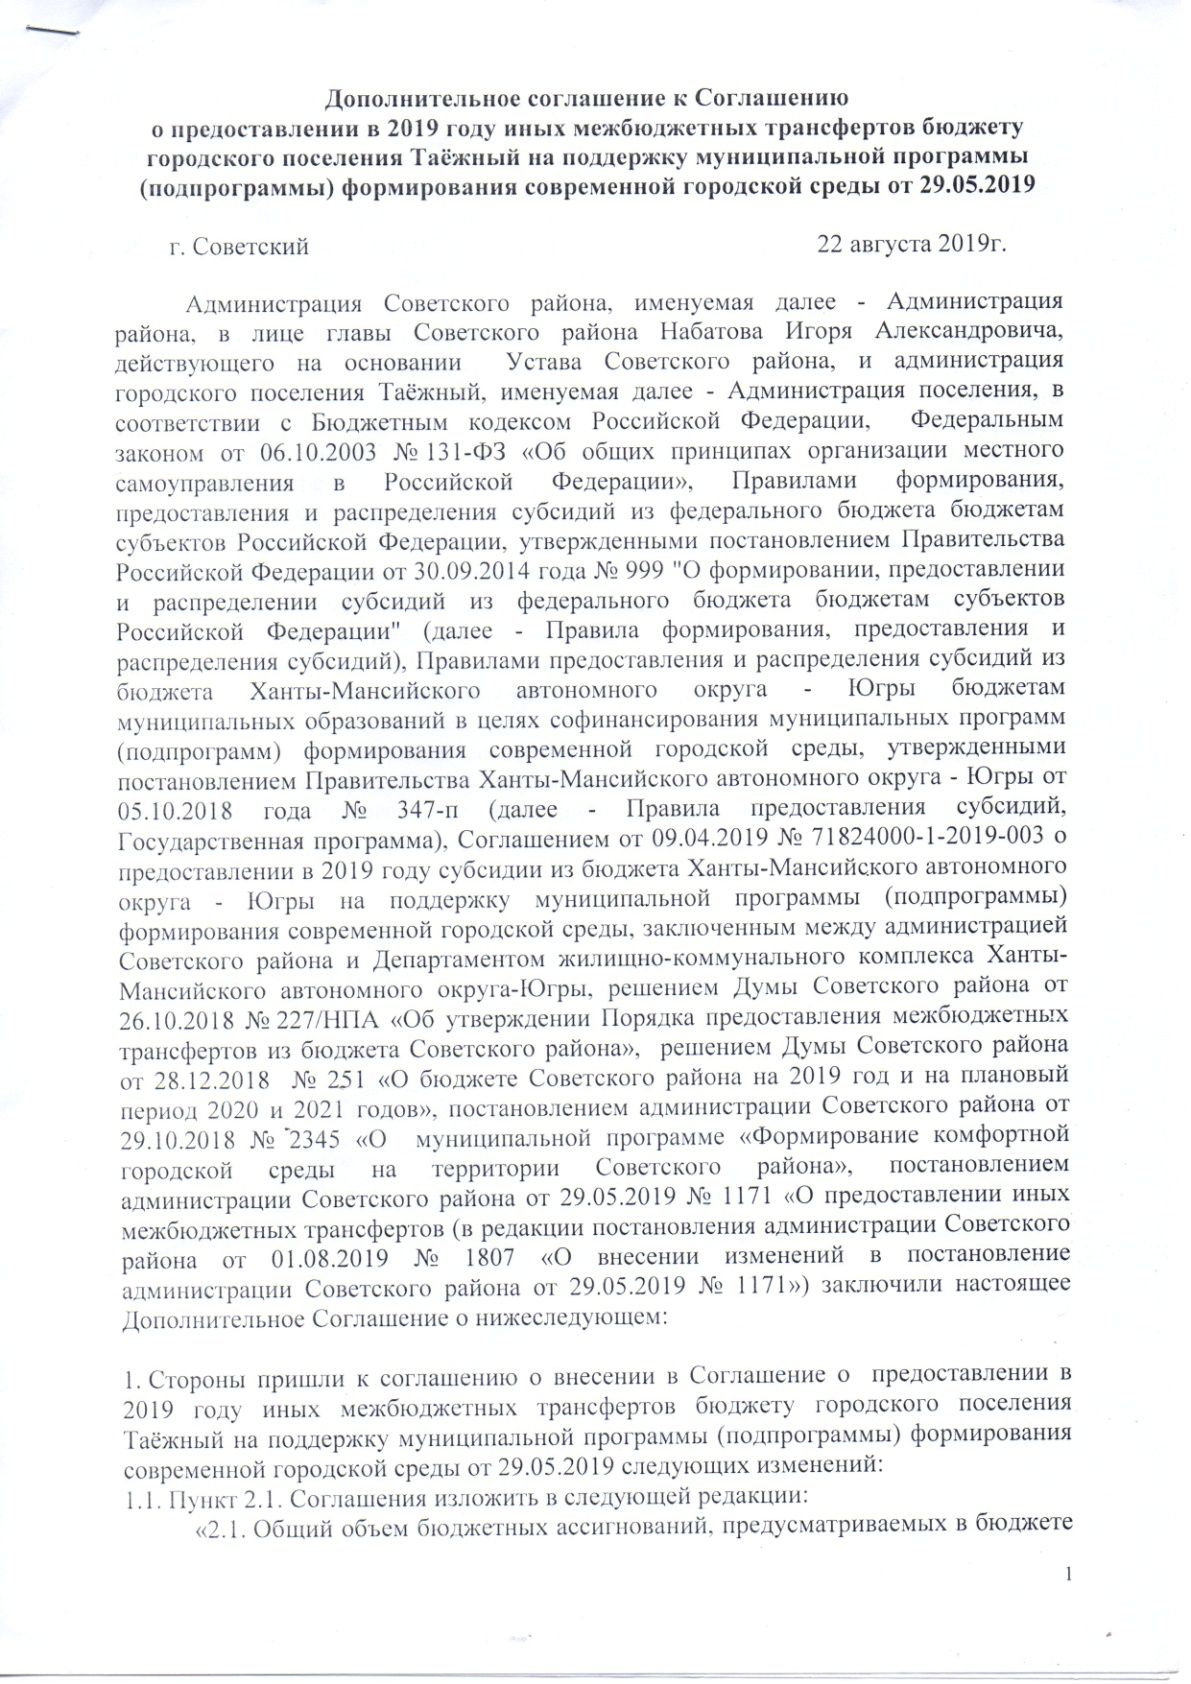 Дополнительное соглашение к Соглашению
о предоставлении в 2019 году иных межбюджетных трансфертов бюджету
городского поселения Таёжный на поддержку муниципальной программы
(подпрограммы) формирования современной городской среды от 29.05.2019
г. Советский 22 августа 2019г.
Администрация Советского района, именуемая далее - Администрация
района, в лице главы Советского района Набатова Игоря Александровича,
действующего на основании Устава Советского района, и администрация
городского поселения Таёжный, именуемая далее - Администрация поселения, в
соответствии с Бюджетным кодексом Российской Федерации, Федеральным
законом от 06.10.2003 № 131-ФЗ «Об общих принципах организации местного
самоуправления в Российской Федерации», Правилами формирования,
предоставления и распределения субсидий из федерального бюджета бюджетам
субъектов Российской Федерации, утвержденными постановлением Правительства
Российской Федерации от 30.09.2014 года № 999 "О формировании, предоставлении
и распределении субсидий из федерального бюджета бюджетам субъектов
Российской Федерации" (далее - Правила формирования, предоставления и
распределения субсидий), Правилами предоставления и распределения субсидий из
бюджета Ханты-Мансийского автономного округа - Югры бюджетам
муниципальных образований в целях софинансирования муниципальных программ
(подпрограмм) формирования современной городской среды, утвержденными
постановлением Правительства Ханты-Мансийского автономного округа - Югры от
05.10.2018 года № 347-п (далее - Правила предоставления субсидий,
Государственная программа), Соглашением от 09.04.2019 № 71824000-1-2019-003 о
предоставлении в 2019 году субсидии из бюджета Ханты-Мансийского автономного
округа - Югры на поддержку муниципальной программы (подпрограммы)
формирования современной городской среды, заключенным между администрацией
Советского района и Департаментом жилищно-коммунального комплекса Ханты-
Мансийского автономного округа-Югры, решением Думы Советского района от
26.10.2018 № 227/НПА «Об утверждении Порядка предоставления межбюджетных
трансфертов из бюджета Советского района», решением Думы Советского района
от 28.12.2018 № 251 «О бюджете Советского района на 2019 год и на плановый
период 2020 и 2021 годов», постановлением администрации Советского района от
29.10.2018 № 2345 «О муниципальной программе «Формирование комфортной
городской среды на территории Советского района», постановлением
администрации Советского района от 29.05.2019 № 1171 «О предоставлении иных
межбюджетных трансфертов (в редакции постановления администрации Советского
района от 01.08.2019 № 1807 «О внесении изменений в постановление
администрации Советского района от 29.05.2019 № 1171») заключили настоящее
Дополнительное Соглашение о нижеследующем:
1. Стороны пришли к соглашению о внесении в Соглашение о предоставлении в
2019 году иных межбюджетных трансфертов бюджету городского поселения
Таёжный на поддержку муниципальной программы (подпрограммы) формирования
современной городской среды от 29.05.2019 следующих изменений:
1.1. Пункт 2.1. Соглашения изложить в следующей редакции:
«2.1. Общий объем бюджетных ассигнований, предусматриваемых в бюджете
1